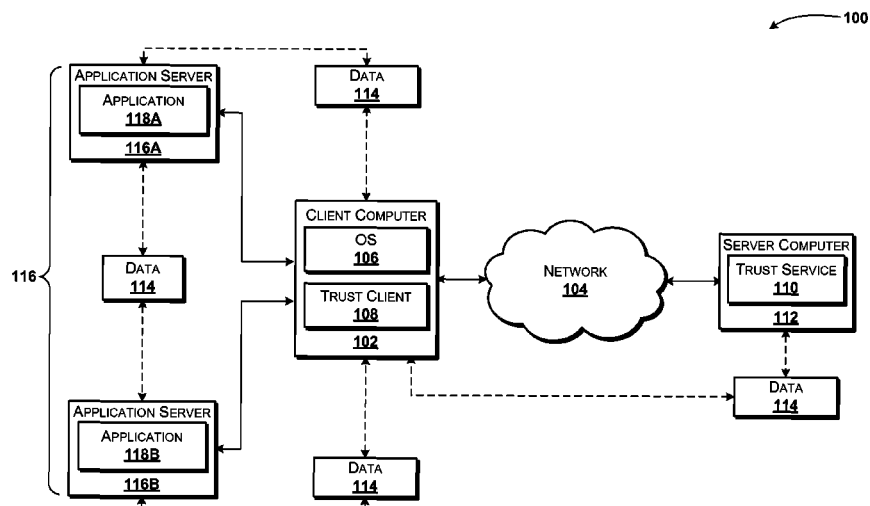 100
APPLICATION SERVER
APPLICATION
118A
116A
DATA
114
116
DATA
114
CLIENT COMPUTER
OS
106
TRUST CLIENT
108
102
NETWORK
104
SERVER COMPUTER
TRUST SERVICE
110
112
DATA
114
APPLICATION SERVER
APPLICATION
118B
116B
DATA
114